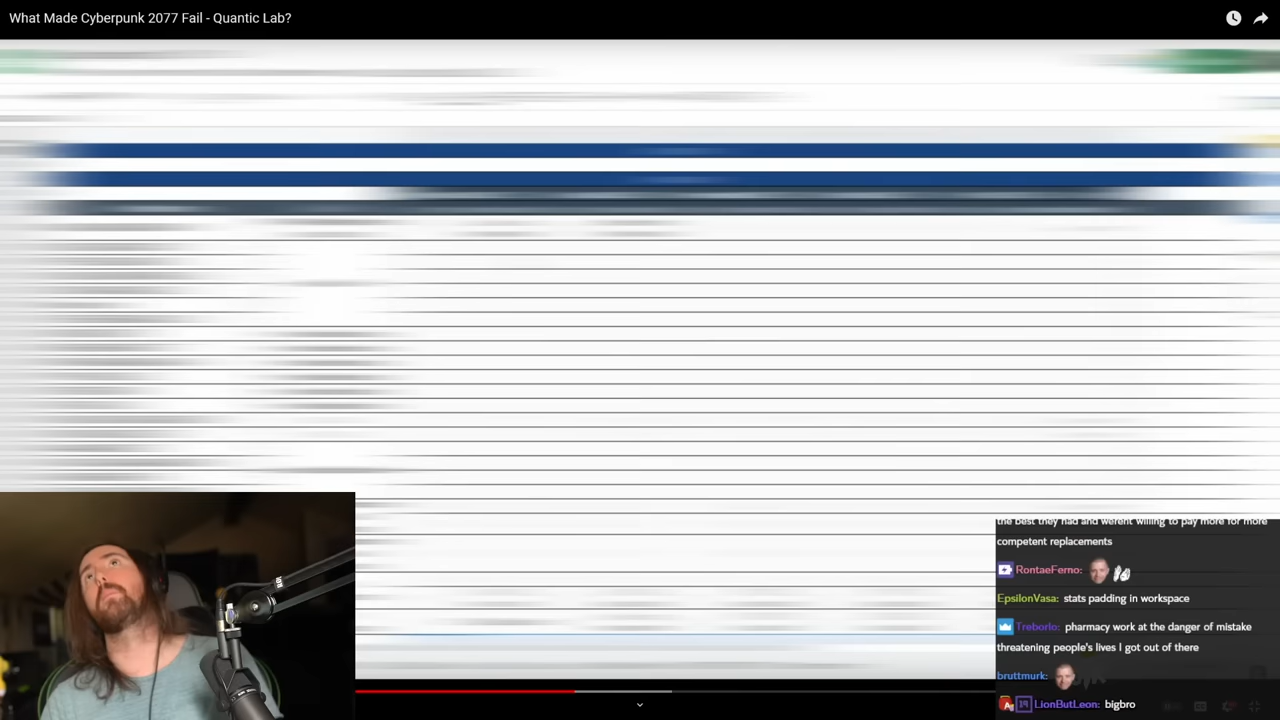 What Made Cyberpunk 2077 Fail - Quantic Lab?
the best they had and werent willing to pay more for more
competent replacements
RontaeFerno:
EpsilonVasa: stats padding in workspace
Treborlo: pharmacy work at the danger of mistake
threatening people's lives I got out of there
bruttmurk:
LionButLeon: bigbro